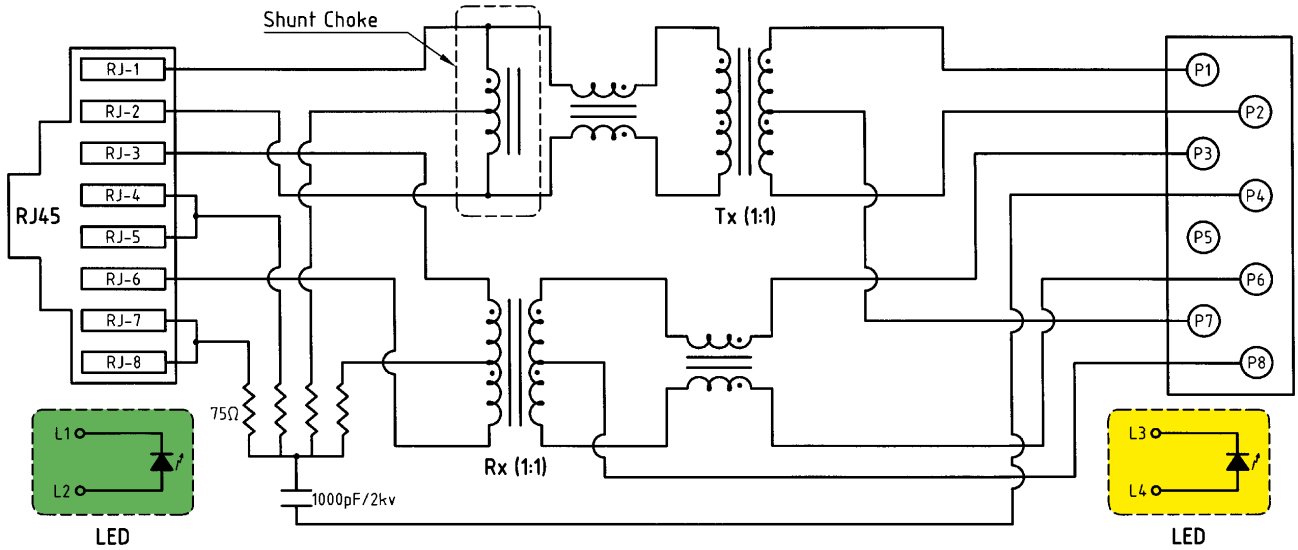 Shunt Choke
RJ-1
RJ-2
RJ-3
RJ-4
RJ45
RJ-5
RJ-6
RJ-7
RJ-8
75Ω
Tx (1:1)
Rx (1:1)
1000pF/2kv
P1
P2
P3
P4
P5
P6
P7
P8
L1
L2
LED
L3
L4
LED